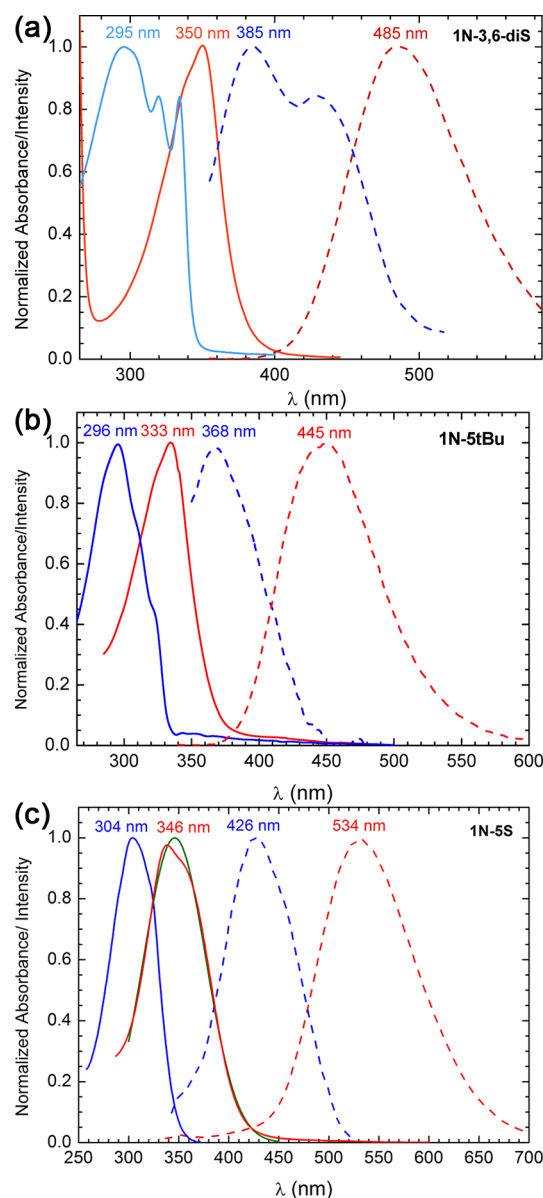 (a)
295 nm 350 nm 385 nm 485 nm 1N-3,6-diS
Normalized Absorbance/Intensity
1.0
0.8
0.6
0.4
0.2
0.0
300 400 500
λ (nm)
(b)
296 nm 333 nm 368 nm 445 nm 1N-5tBu
Normalized Absorbance/Intensity
1.0
0.8
0.6
0.4
0.2
0.0
300 350 400 450 500 550 600
λ (nm)
(c)
304 nm 346 nm 426 nm 534 nm 1N-5S
Normalized Absorbance/ Intensity
1.0
0.8
0.6
0.4
0.2
0.0
250 300 350 400 450 500 550 600 650 700
λ (nm)